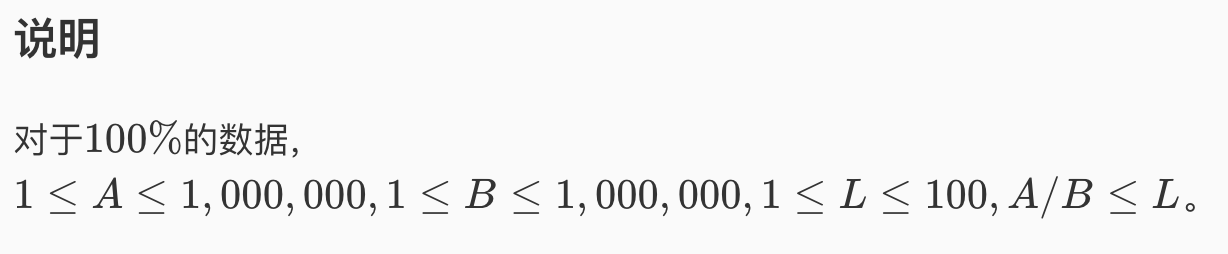 说明
对于100%的数据,
1 ≤ A ≤ 1,000,000, 1 ≤ B ≤ 1,000,000, 1 ≤ L ≤ 100, A/B ≤ L。